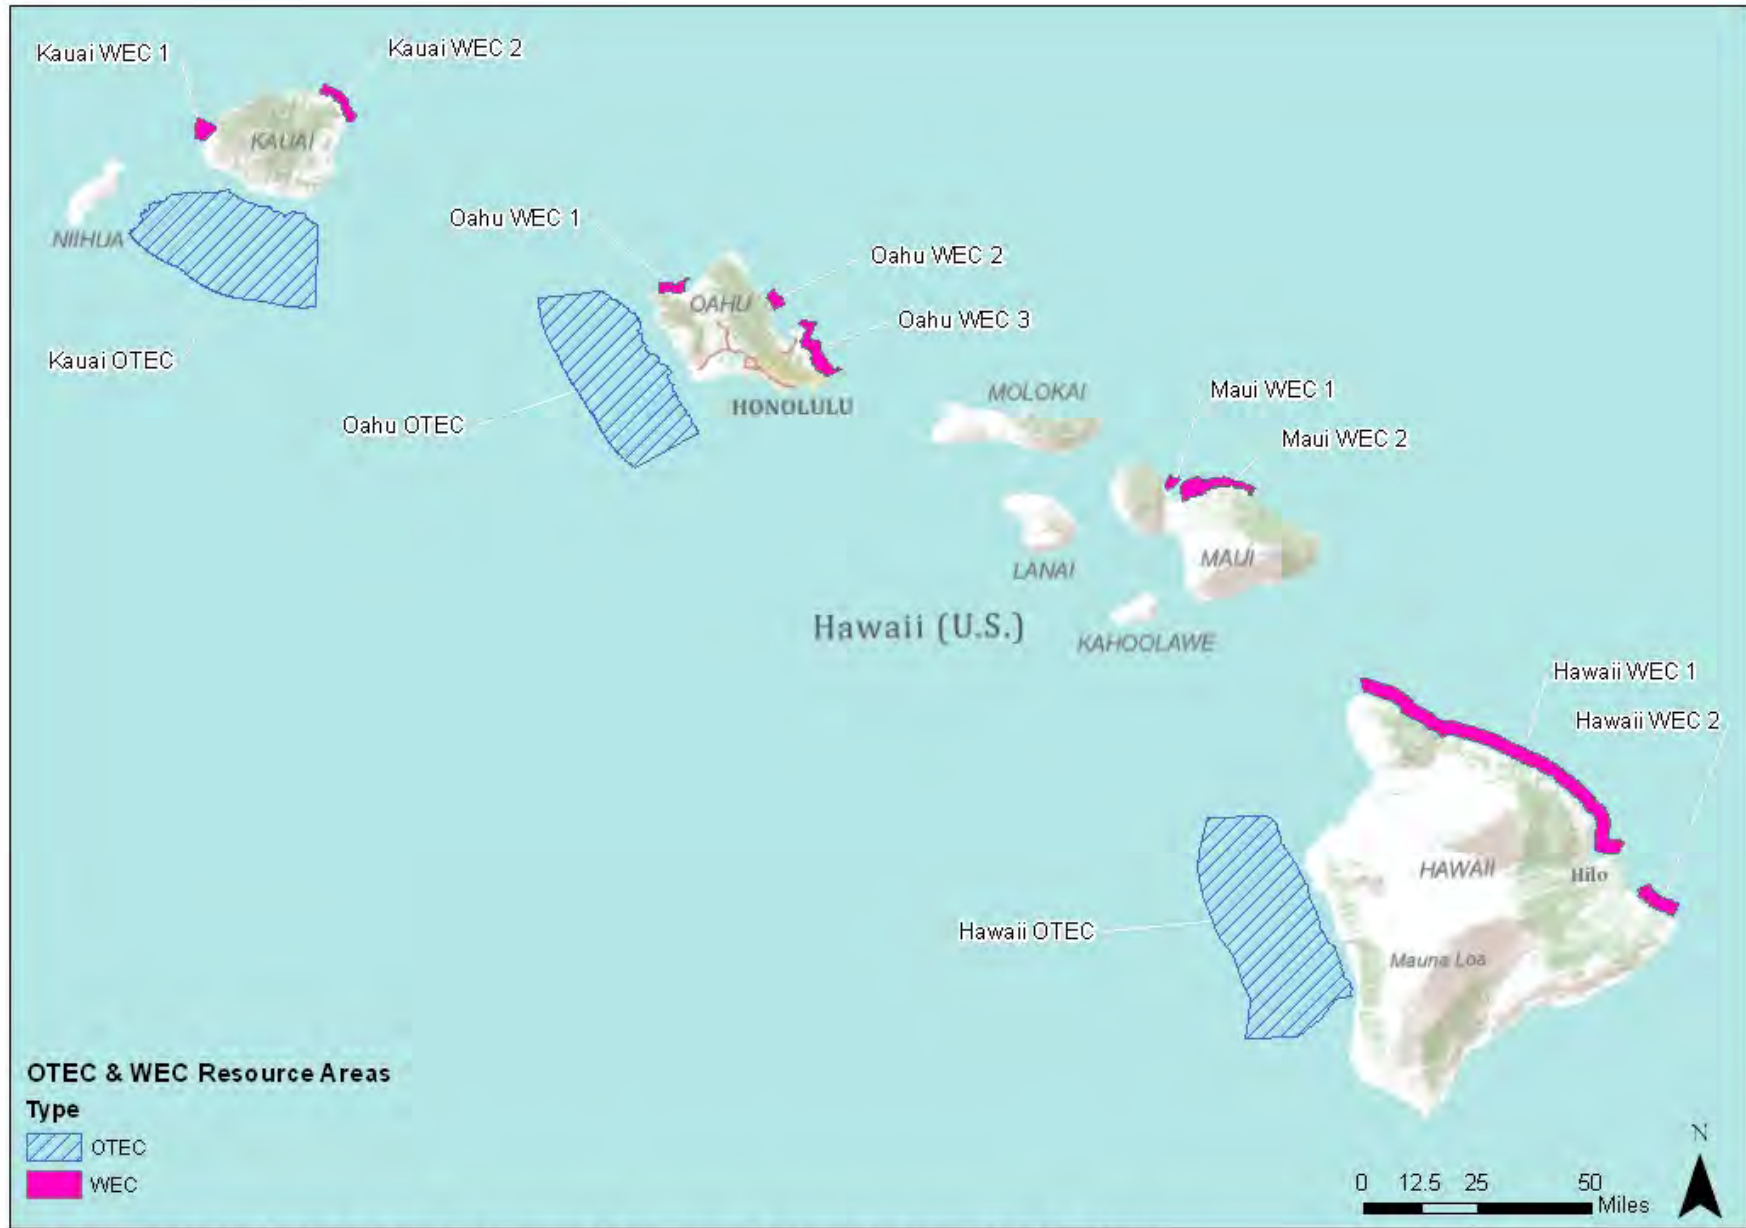 Kauai WEC 1
Kauai WEC 2
KAUAI
NIIHUA
Kauai OTEC
Oahu WEC 1
Oahu WEC 2
OAHU
Oahu WEC 3
HONOLULU
Oahu OTEC
MOLOKAI
Maui WEC 1
Maui WEC 2
LANAI
MAUI
Hawaii (U.S.)
KAHOOLAWE
Hawaii WEC 1
Hawaii WEC 2
HAWAII
Hilo
Hawaii OTEC
Mauna Loa
OTEC & WEC Resource Areas
Type
OTEC
WEC
N
0 12.5 25 50
Miles